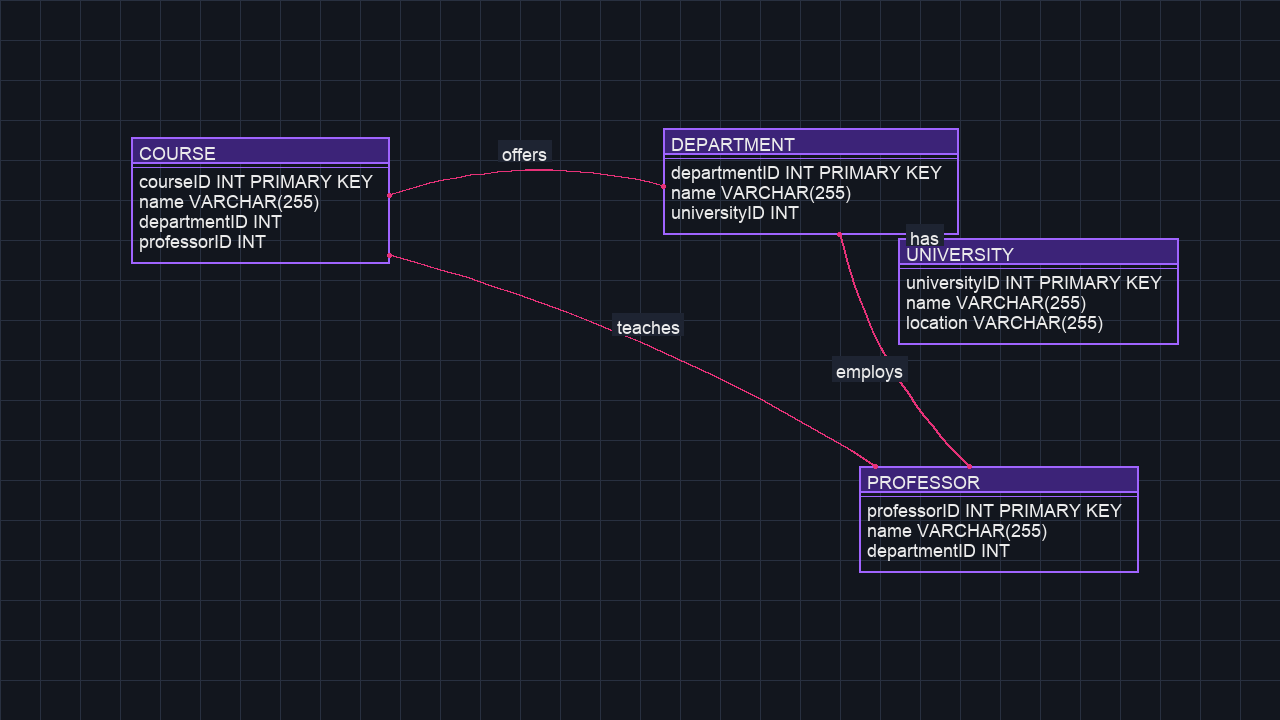 COURSE
courseID INT PRIMARY KEY
name VARCHAR(255)
departmentID INT
professorID INT
offers
DEPARTMENT
departmentID INT PRIMARY KEY
name VARCHAR(255)
universityID INT
has
UNIVERSITY
universityID INT PRIMARY KEY
name VARCHAR(255)
location VARCHAR(255)
teaches
employs
PROFESSOR
professorID INT PRIMARY KEY
name VARCHAR(255)
departmentID INT